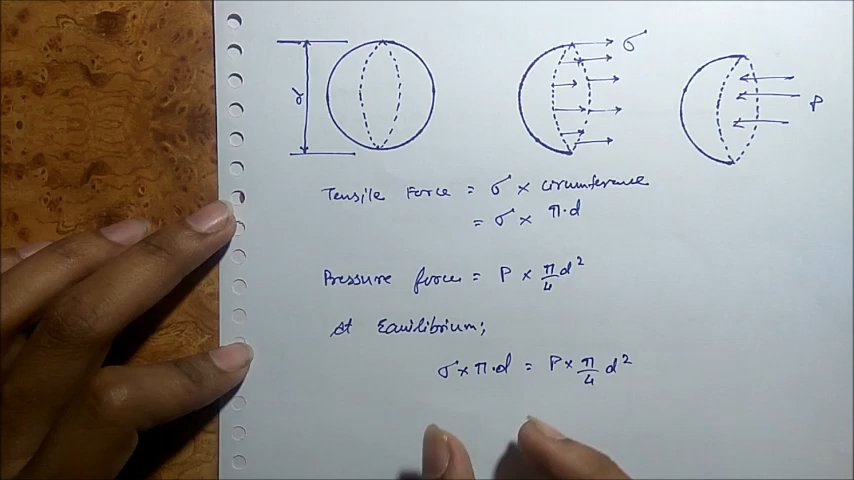 d
σ
P
Tensile Force = σ × circumference
= σ × π.d
Pressure force = P × π/4 d²
At Equilibrium;
σ × π.d = P × π/4 d²